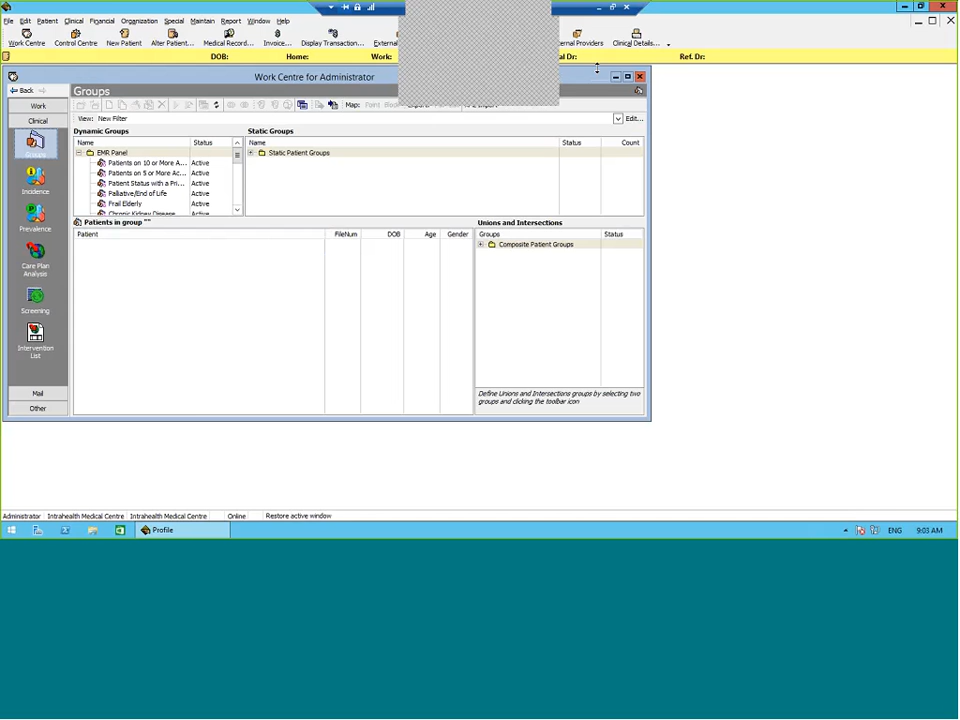 File Edit Patient Clinical Financial Organization Special Maintain Report Window Help
Work Centre Control Centre New Patient Alter Patient... Medical Record... Invoice... Display Transaction... External Providers Clinical Details...
DOB: Home: Work: Dr: Ref. Dr:
Work Centre for Administrator
Back Groups
Work
Map:
View: New Filter Edit...
Clinical
Dynamic Groups Static Groups
Name Status Name Status Count
EMR Panel Static Patient Groups
Patients on 10 or More A... Active
Patients on 5 or More Ac... Active
Patient Status with a Pri... Active
Palliative/End of Life Active
Frail Elderly Active
Chronic Kidney Disease
Groups
Incidence
Prevalence
Care Plan
Analysis
Screening
Intervention
List
Mail
Other
Patients in group ""
Patient FileNum DOB Age Gender
Unions and Intersections
Groups Status
Composite Patient Groups
Define Unions and Intersections groups by selecting two
groups and clicking the toolbar icon
Administrator Intrahealth Medical Centre Intrahealth Medical Centre Online Restore active window
Profile ENG 9:03 AM